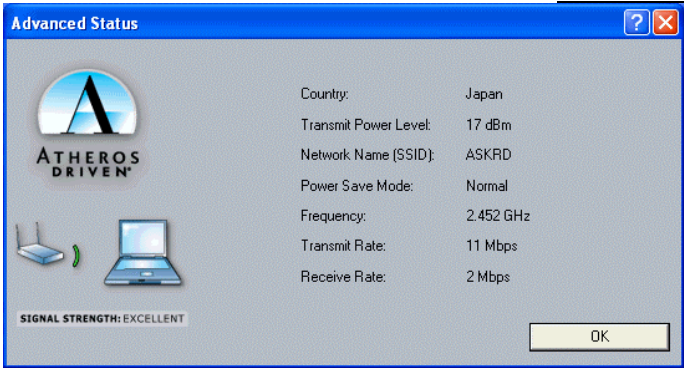 Advanced Status
ATHEROS
DRIVEN
Country: Japan
Transmit Power Level: 17 dBm
Network Name (SSID): ASKRD
Power Save Mode: Normal
Frequency: 2.452 GHz
Transmit Rate: 11 Mbps
Receive Rate: 2 Mbps
SIGNAL STRENGTH: EXCELLENT
OK